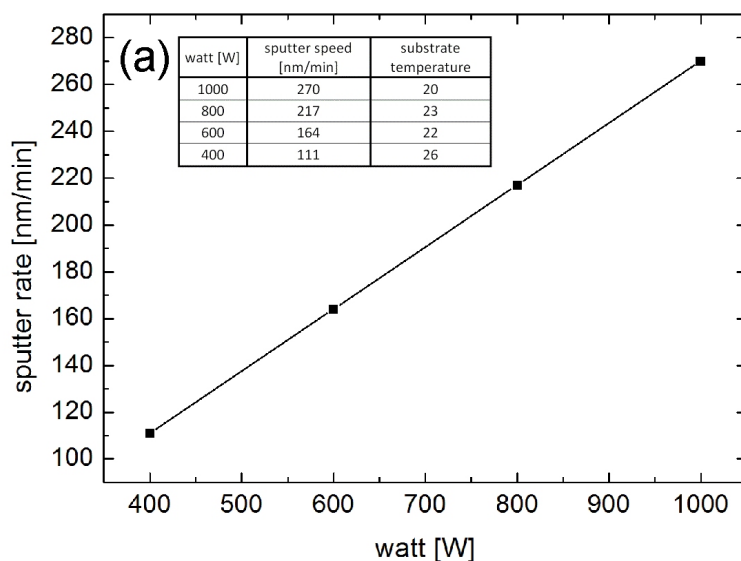 (a)
watt [W] sputter speed [nm/min] substrate temperature
1000 270 20
800 217 23
600 164 22
400 111 26
sputter rate [nm/min]
280
260
240
220
200
180
160
140
120
100
400 500 600 700 800 900 1000
watt [W]